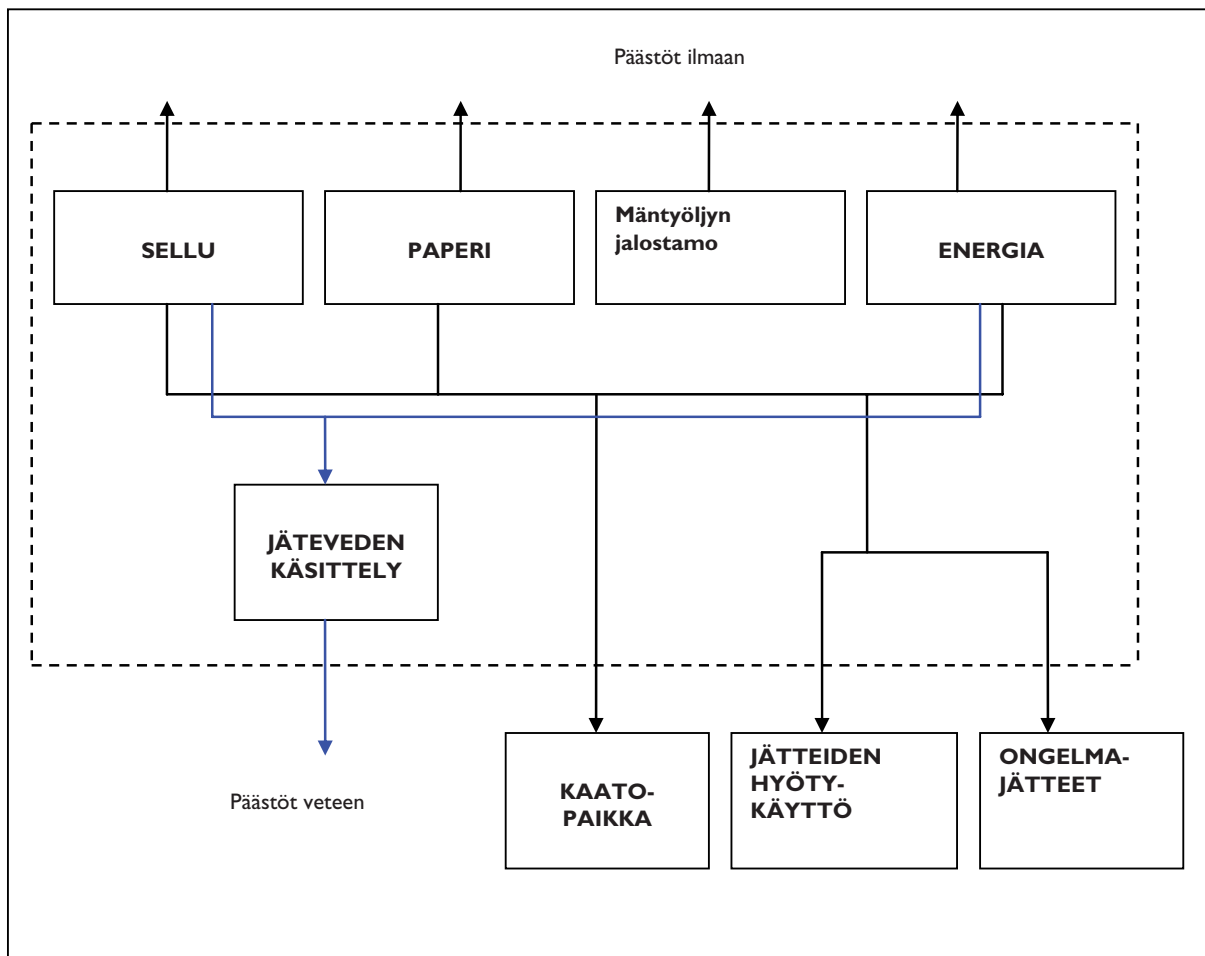 Päästöt ilmaan
SELLU
PAPERI
Mäntyöljyn
jalostamo
ENERGIA
JÄTEVEDEN
KÄSITTELY
Päästöt veteen
KAATO-
PAIKKA
JÄTTEIDEN
HYÖTY-
KÄYTTÖ
ONGELMA-
JÄTTEET